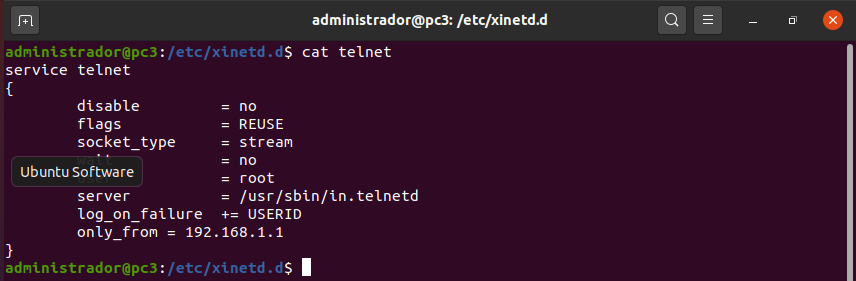 administrador@pc3: /etc/xinetd.d
administrador@pc3:/etc/xinetd.d$ cat telnet
service telnet
{
        disable         = no
        flags           = REUSE
        socket_type     = stream
        wait            = no
Ubuntu Software
                        = root
        server          = /usr/sbin/in.telnetd
        log_on_failure  += USERID
        only_from = 192.168.1.1
}
administrador@pc3:/etc/xinetd.d$